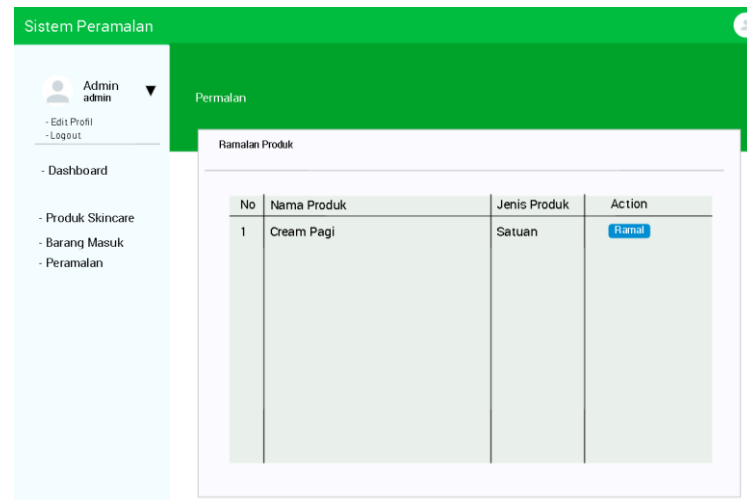 Sistem Peramalan
Admin
admin
- Edit Profil
- Logout
- Dashboard
- Produk Skincare
- Barang Masuk
- Peramalan
Permalan
Ramalan Produk
No Nama Produk Jenis Produk Action
1 Cream Pagi Satuan Ramal